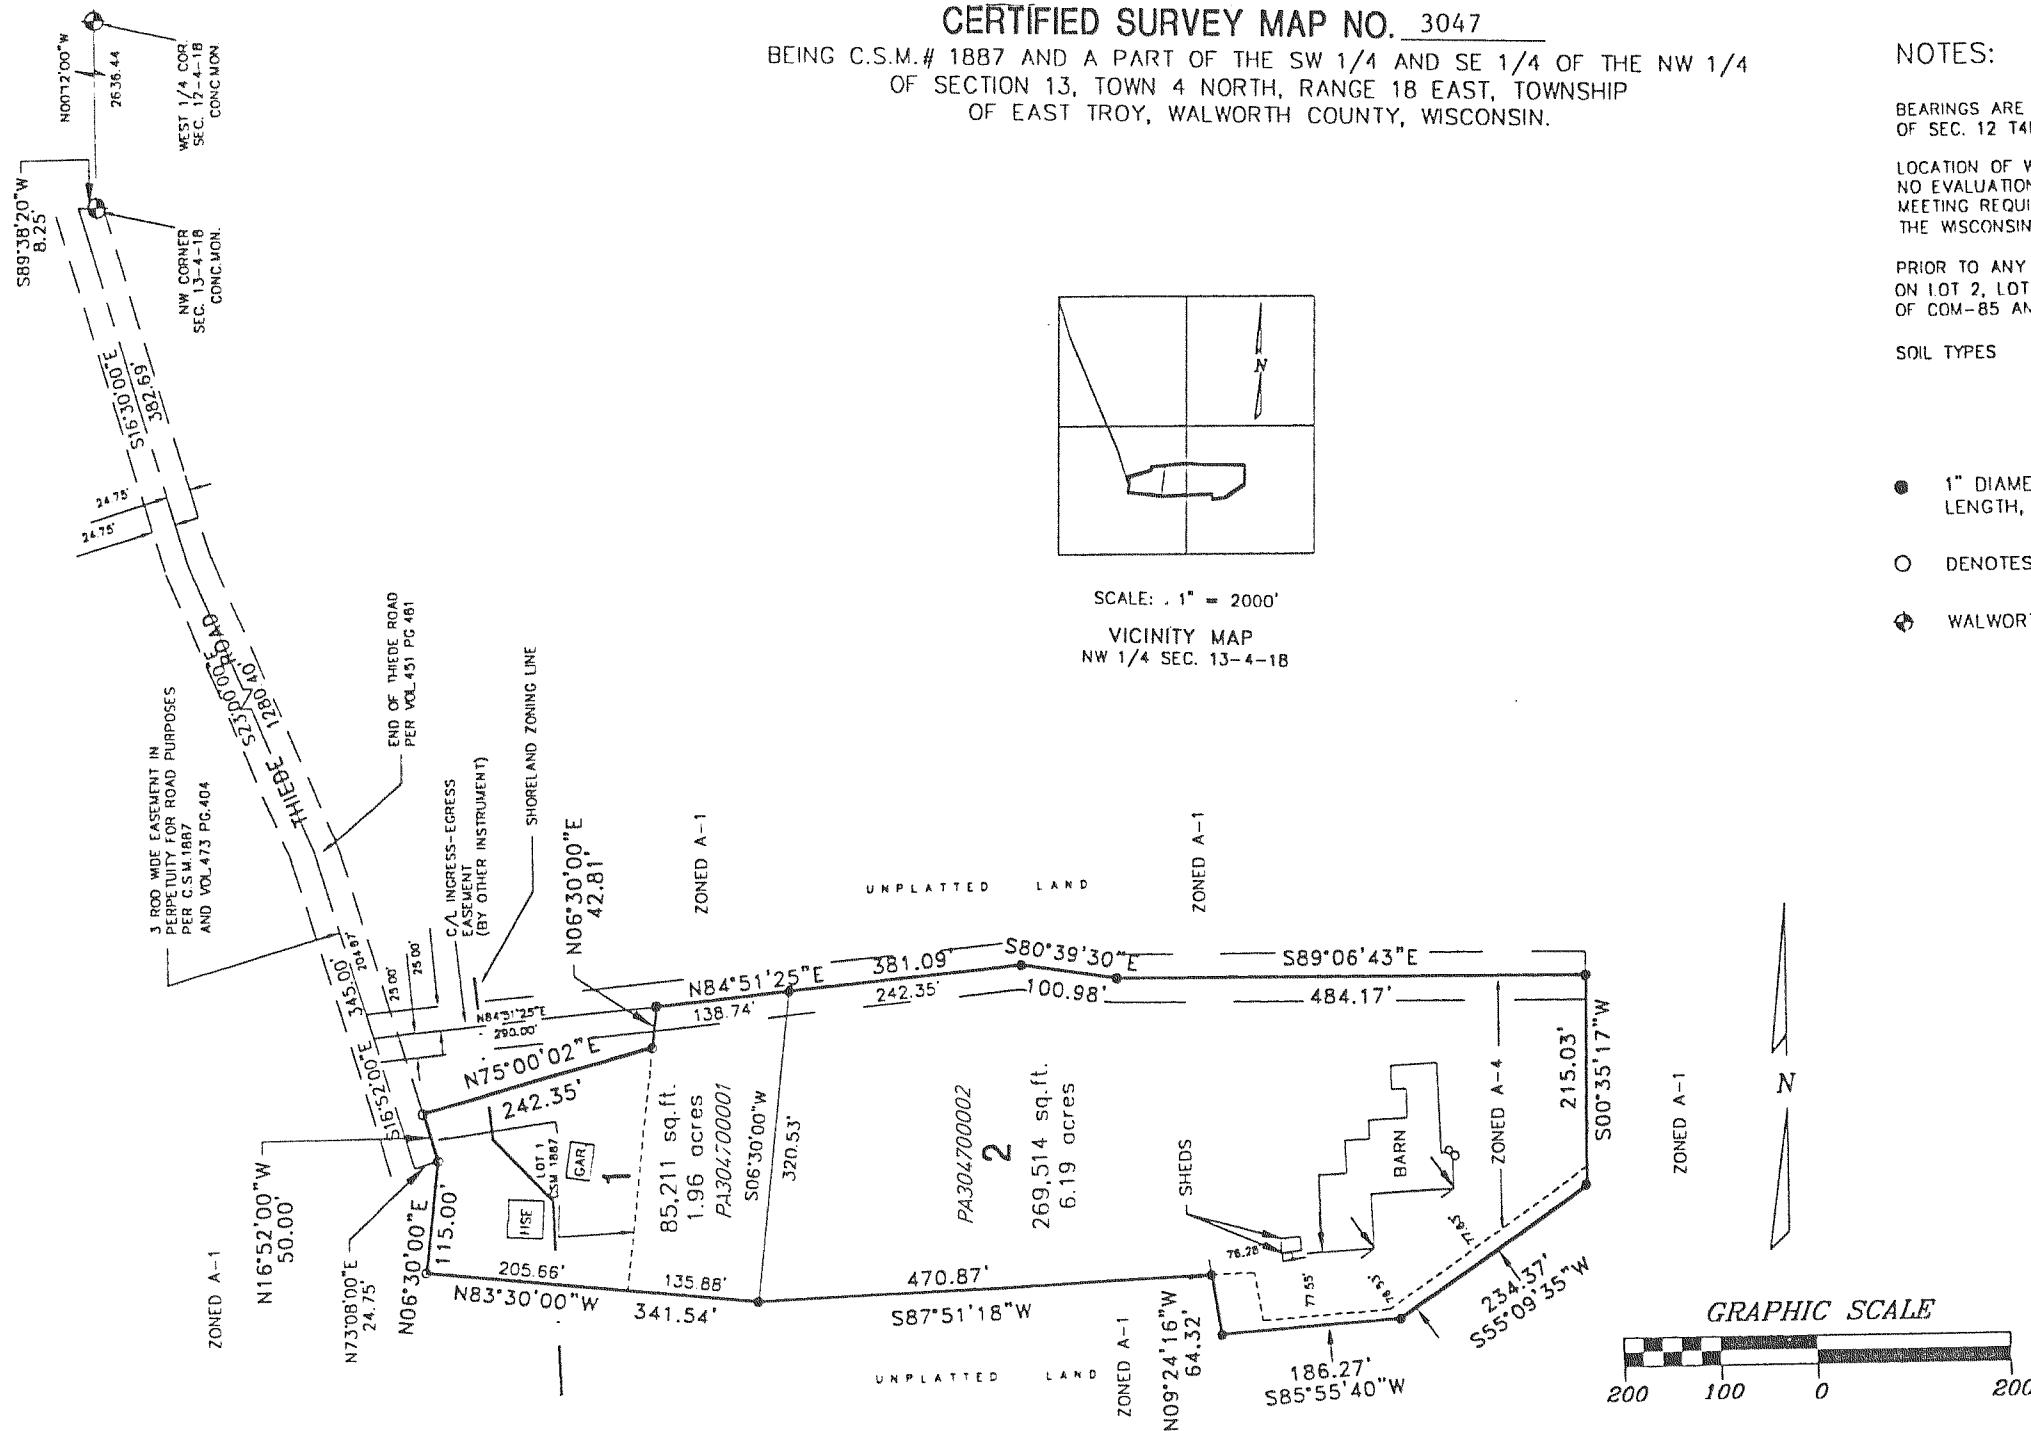 CERTIFIED SURVEY MAP NO. 3047
BEING C.S.M.# 1887 AND A PART OF THE SW 1/4 AND SE 1/4 OF THE NW 1/4
OF SECTION 13, TOWN 4 NORTH, RANGE 18 EAST, TOWNSHIP
OF EAST TROY, WALWORTH COUNTY, WISCONSIN.
NOTES:
BEARINGS ARE
OF SEC. 12
LOCATION OF
NO EVALUATION
MEETING
THE WISCONSIN
PRIOR TO ANY
ON LOT 2, LOT
OF COM-85
SOIL TYPES
1"
LENGTH,
DENOTES
N00°12'00"W
2636.44
WEST 1/4 COR.
SEC. 12-4-18
CONC.MON.
S89°38'20"W
8.25'
NW CORNER
SEC. 13-4-18
CONC.MON.
S16°30'00"E
382.69'
24.75'
24.75'
N
SCALE: 1" = 2000'
VICINITY MAP
NW 1/4 SEC. 13-4-18
THIEDE ROAD
S23°00'00"E
1280.40'
END OF THIEDE ROAD
PER VOL.451 PG.481
3 ROD WIDE EASEMENT IN
PERPETUITY FOR ROAD PURPOSES
PER C.S.M.1887
AND VOL.473 PG.404
C/L INGRESS-EGRESS
EASEMENT
(BY OTHER INSTRUMENT)
SHORELAND ZONING LINE
N06°30'00"E
42.81'
ZONED A-1
UNPLATTED LAND
ZONED A-1
345.00'
204.87
25.00'
25.00'
S16°52'00"E
N84°51'25"E
290.00'
N84°51'25"E
381.09'
138.74'
242.35'
S80°39'30"E
100.98'
S89°06'43"E
484.17'
N75°00'02"E
242.35'
215.03'
S00°35'17"W
ZONED A-4
ZONED A-1
N
LOT 1
CSM 1887
GAR
HSE
1
85,211 sq.ft.
1.96 acres
PA304700001
S06°30'00"W
320.53'
PA304700002
2
269,514 sq.ft.
6.19 acres
SHEDS
BARN
76.28'
77.55'
ZONED A-1
N16°52'00"W
50.00'
N73°08'00"E
24.75'
N06°30'00"E
115.00'
205.66'
135.88'
N83°30'00"W
341.54'
470.87'
S87°51'18"W
UNPLATTED LAND
ZONED A-1
N09°24'16"W
64.32'
186.27'
S85°55'40"W
234.37'
S55°09'35"W
GRAPHIC SCALE
200 100 0 200